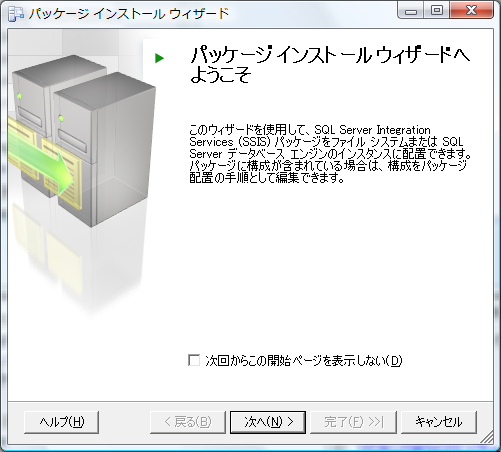 パッケージ インストール ウィザード
パッケージ インストール ウィザードへ
ようこそ
このウィザードを使用して、SQL Server Integration
Services (SSIS) パッケージをファイル システムまたは SQL
Server データベース エンジンのインスタンスに配置できます。
パッケージに構成が含まれている場合は、構成をパッケージ
配置の手順として編集できます。
次回からこの開始ページを表示しない(D)
ヘルプ(H)
< 戻る(B)
次へ(N) >
完了(F) >>|
キャンセル